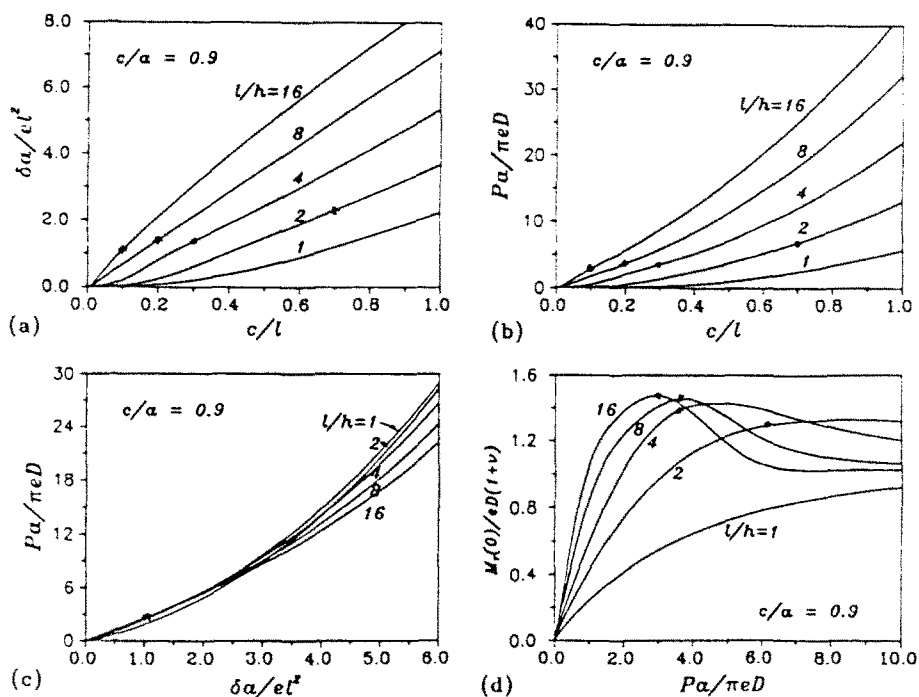 8.0
6.0
4.0
2.0
0.0
δa/el²
c/a = 0.9
l/h=16
8
4
2
1
0.0 0.2 0.4 0.6 0.8 1.0
c/l
(a)
40
30
20
10
0
Pa/πeD
c/a = 0.9
l/h=16
8
4
2
1
0.0 0.2 0.4 0.6 0.8 1.0
c/l
(b)
30
24
18
12
6
0
Pa/πeD
c/a = 0.9
l/h=1
2
4
8
16
0.0 1.0 2.0 3.0 4.0 5.0 6.0
δa/el²
(c)
1.6
1.2
0.8
0.4
0.0
Mᵣ(0)/eD(1+ν)
16
8
4
2
l/h=1
c/a = 0.9
0.0 2.0 4.0 6.0 8.0 10.0
Pa/πeD
(d)